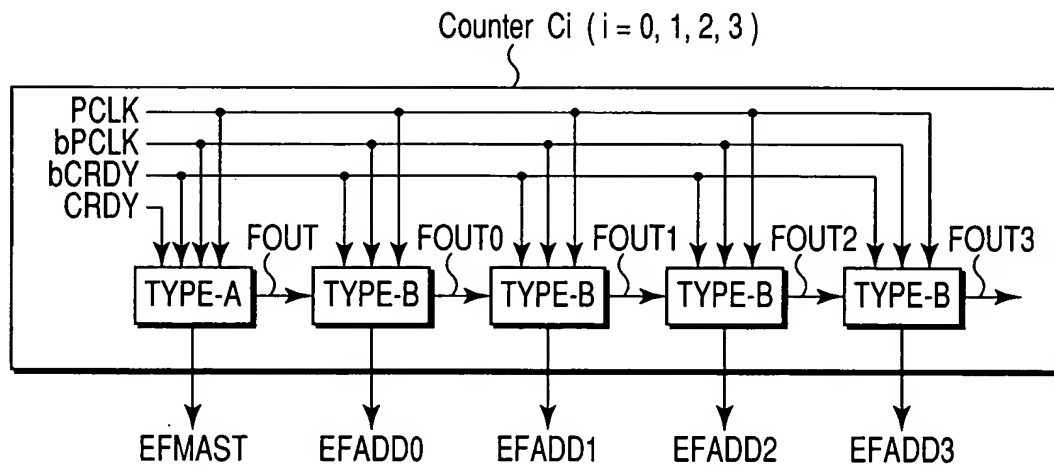 Counter Ci ( i = 0, 1, 2, 3 )
PCLK
bPCLK
bCRDY
CRDY
FOUT FOUT0 FOUT1 FOUT2 FOUT3
TYPE-A TYPE-B TYPE-B TYPE-B TYPE-B
EFMAST EFADD0 EFADD1 EFADD2 EFADD3